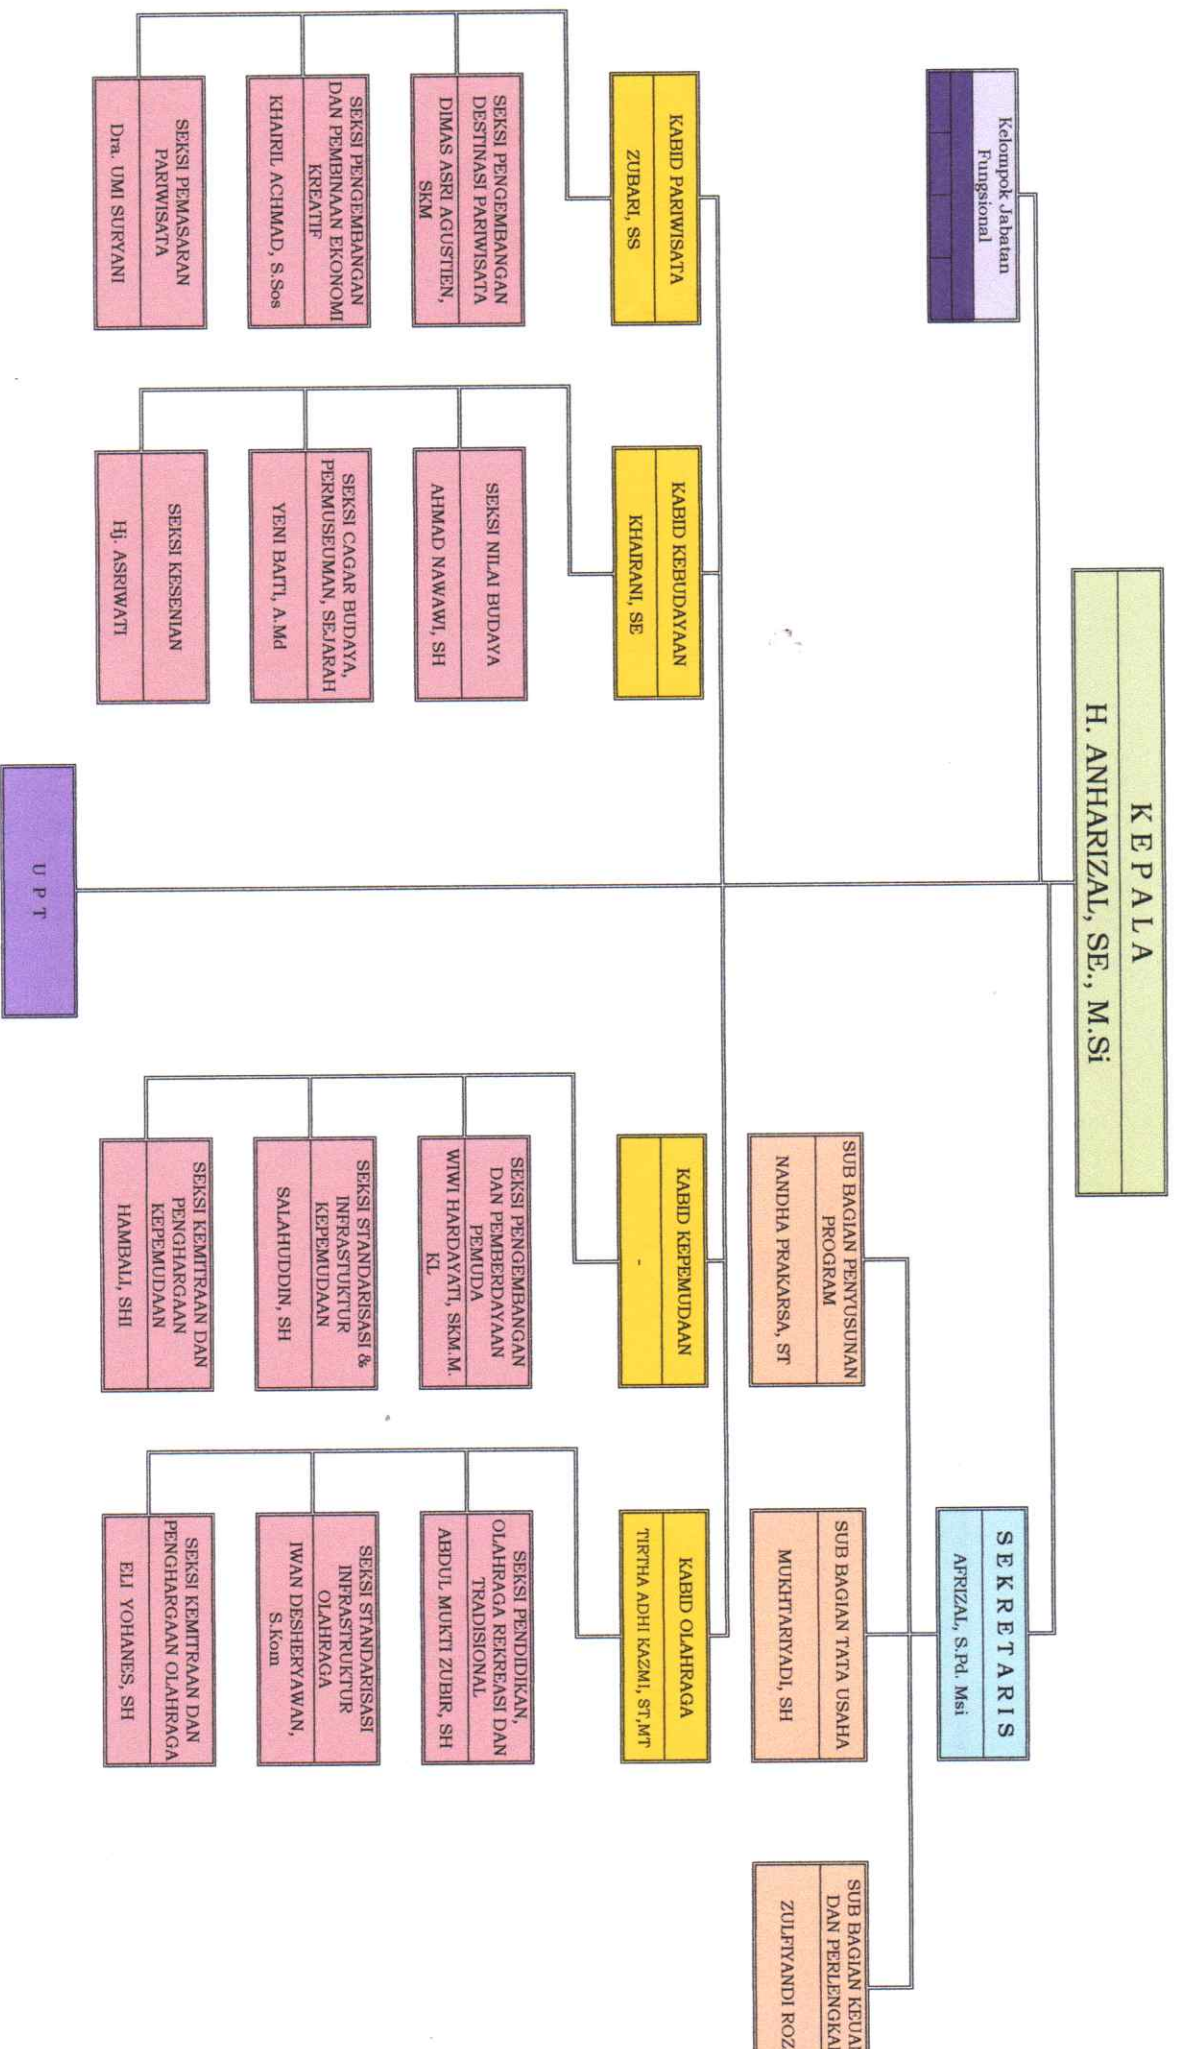 K E P A L A
H. ANHARIZAL, SE., M.Si
Kelompok Jabatan
Fungsional
S E K R E T A R I S
AFRIZAL, S.Pd. Msi
SUB BAGIAN PENYUSUNAN
PROGRAM
NANDHA PRAKARSA, ST
SUB BAGIAN TATA USAHA
MUKHTARIYADI, SH
SUB BAGIAN
DAN
ZULFIYANDI
KABID PARIWISATA
ZUBARI, SS
SEKSI PENGEMBANGAN
DESTINASI PARIWISATA
DIMAS ASRI AGUSTIEN,
SKM
SEKSI PENGEMBANGAN
DAN PEMBINAAN EKONOMI
KREATIF
KHAIRIL ACHMAD, S.Sos
SEKSI PEMASARAN
PARIWISATA
Dra. UMI SURYANI
KABID KEBUDAYAAN
KHAIRANI, SE
SEKSI NILAI BUDAYA
AHMAD NAWAWI, SH
SEKSI CAGAR BUDAYA,
PERMUSEUMAN, SEJARAH
YENI BAITI, A.Md
SEKSI KESENIAN
Hj. ASRIWATI
KABID KEPEMUDAAN
-
SEKSI PENGEMBANGAN
DAN PEMBERDAYAAN
PEMUDA
WIWI HARDAYATI, SKM.M.
KL
SEKSI STANDARISASI &
INFRASTUKTUR
KEPEMUDAAN
SALAHUDDIN, SH
SEKSI KEMITRAAN DAN
PENGHARGAAN
KEPEMUDAAN
HAMBALI, SHI
KABID OLAHRAGA
TIRTHA ADHI KAZMI, ST,MT
SEKSI PENDIDIKAN,
OLAHRAGA REKREASI DAN
TRADISIONAL
ABDUL MUKTI ZUBIR, SH
SEKSI STANDARISASI
INFRASTRUKTUR
OLAHRAGA
IWAN DESHERYAWAN,
S.Kom
SEKSI KEMITRAAN DAN
PENGHARGAAN OLAHRAGA
ELI YOHANES, SH
U P T